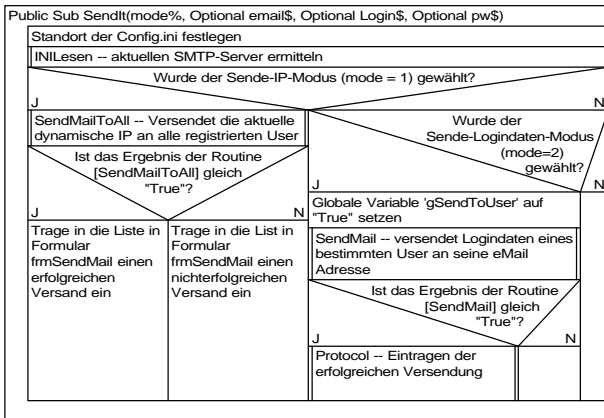 Public Sub SendIt(mode%, Optional email$, Optional Login$, Optional pw$)
Standort der Config.ini festlegen
INILesen -- aktuellen SMTP-Server ermitteln
Wurde der Sende-IP-Modus (mode = 1) gewählt?
J
N
SendMailToAll -- Versendet die aktuelle
dynamische IP an alle registrierten User
Ist das Ergebnis der Routine
[SendMailToAll] gleich
"True"?
J
N
Trage in die Liste in
Formular
frmSendMail einen
erfolgreichen
Versand ein
Trage in die List in
Formular
frmSendMail einen
nichterfolgreichen
Versand ein
Wurde der
Sende-Logindaten-Modus
(mode=2)
gewählt?
J
N
Globale Variable 'gSendToUser' auf
"True" setzen
SendMail -- versendet Logindaten eines
bestimmten User an seine eMail
Adresse
Ist das Ergebnis der Routine
[SendMail] gleich
"True"?
J
N
Protocol -- Eintragen der
erfolgreichen Versendung